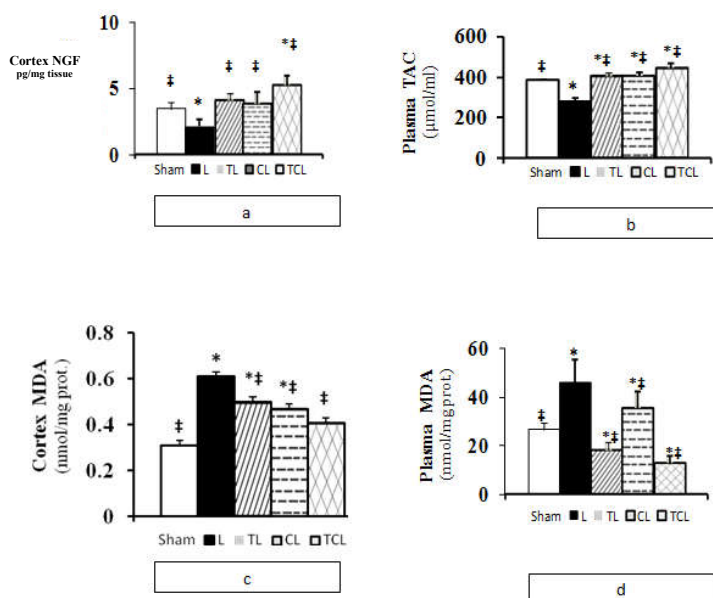 Cortex NGF
pg/mg tissue
10
5
0
‡
*
‡
‡
*‡
Sham L TL CL TCL
a
Plasma TAC
(µmol/ml)
600
400
200
0
‡
*
*‡
*‡
*‡
Sham L TL CL TCL
b
Cortex MDA
(nmol/mg prot.)
0.8
0.6
0.4
0.2
0
‡
*
*‡
*‡
‡
Sham L TL CL TCL
c
Plasma MDA
(nmol/mgprot.)
60
40
20
0
‡
*
*‡
*‡
*‡
Sham L TL CL TCL
d